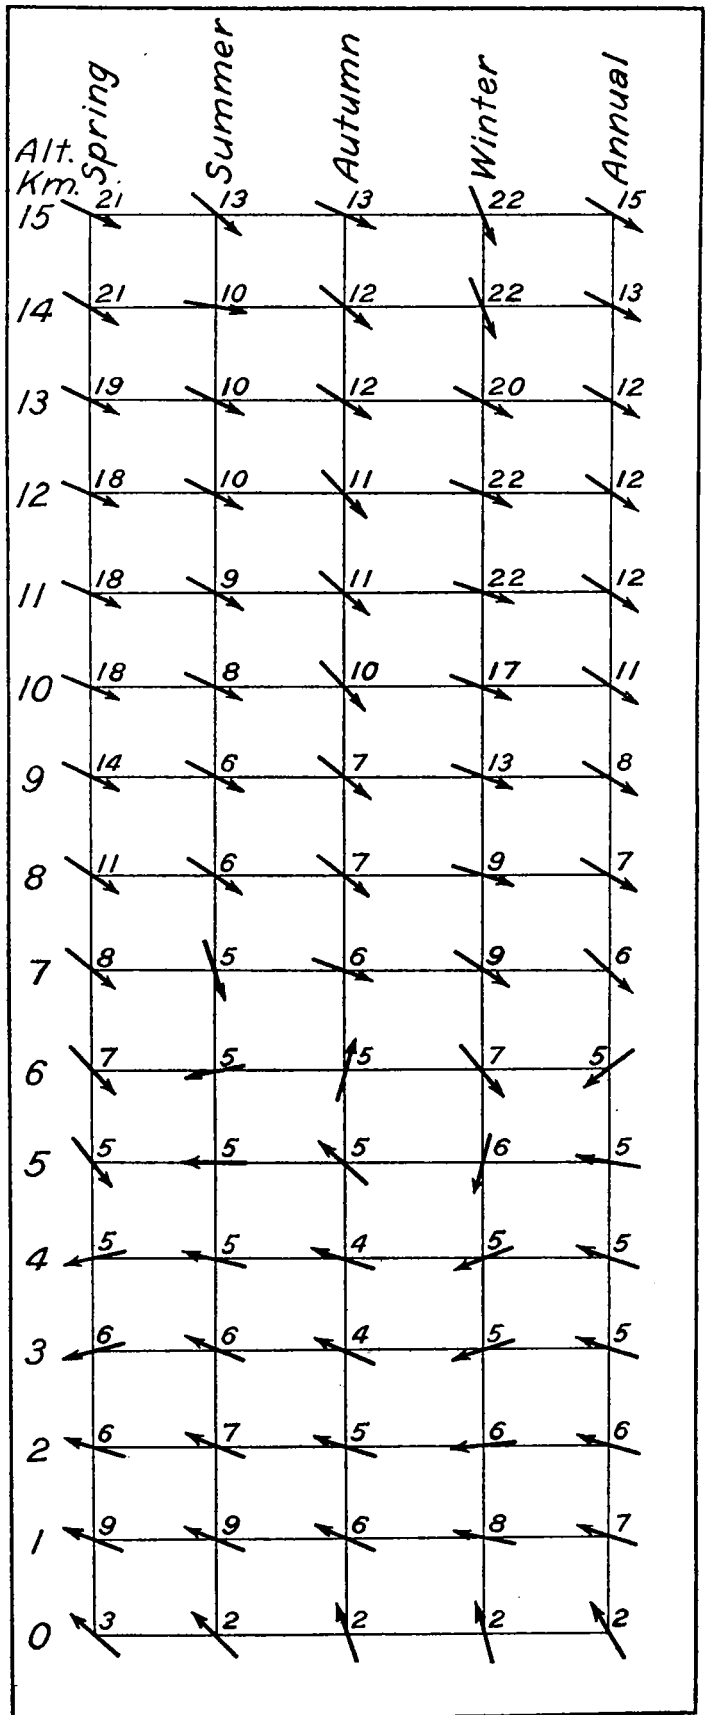 Alt.
Km. Spring Summer Autumn Winter Annual
15 21 13 13 22 15
14 21 10 12 22 13
13 19 10 12 20 12
12 18 10 11 22 12
11 18 9 11 22 12
10 18 8 10 17 11
9 14 6 7 13 8
8 11 6 7 9 7
7 8 5 6 9 6
6 7 5 5 7 5
5 5 5 5 6 5
4 5 5 4 5 5
3 6 6 4 5 5
2 6 7 5 6 6
1 9 9 6 8 7
0 3 2 2 2 2